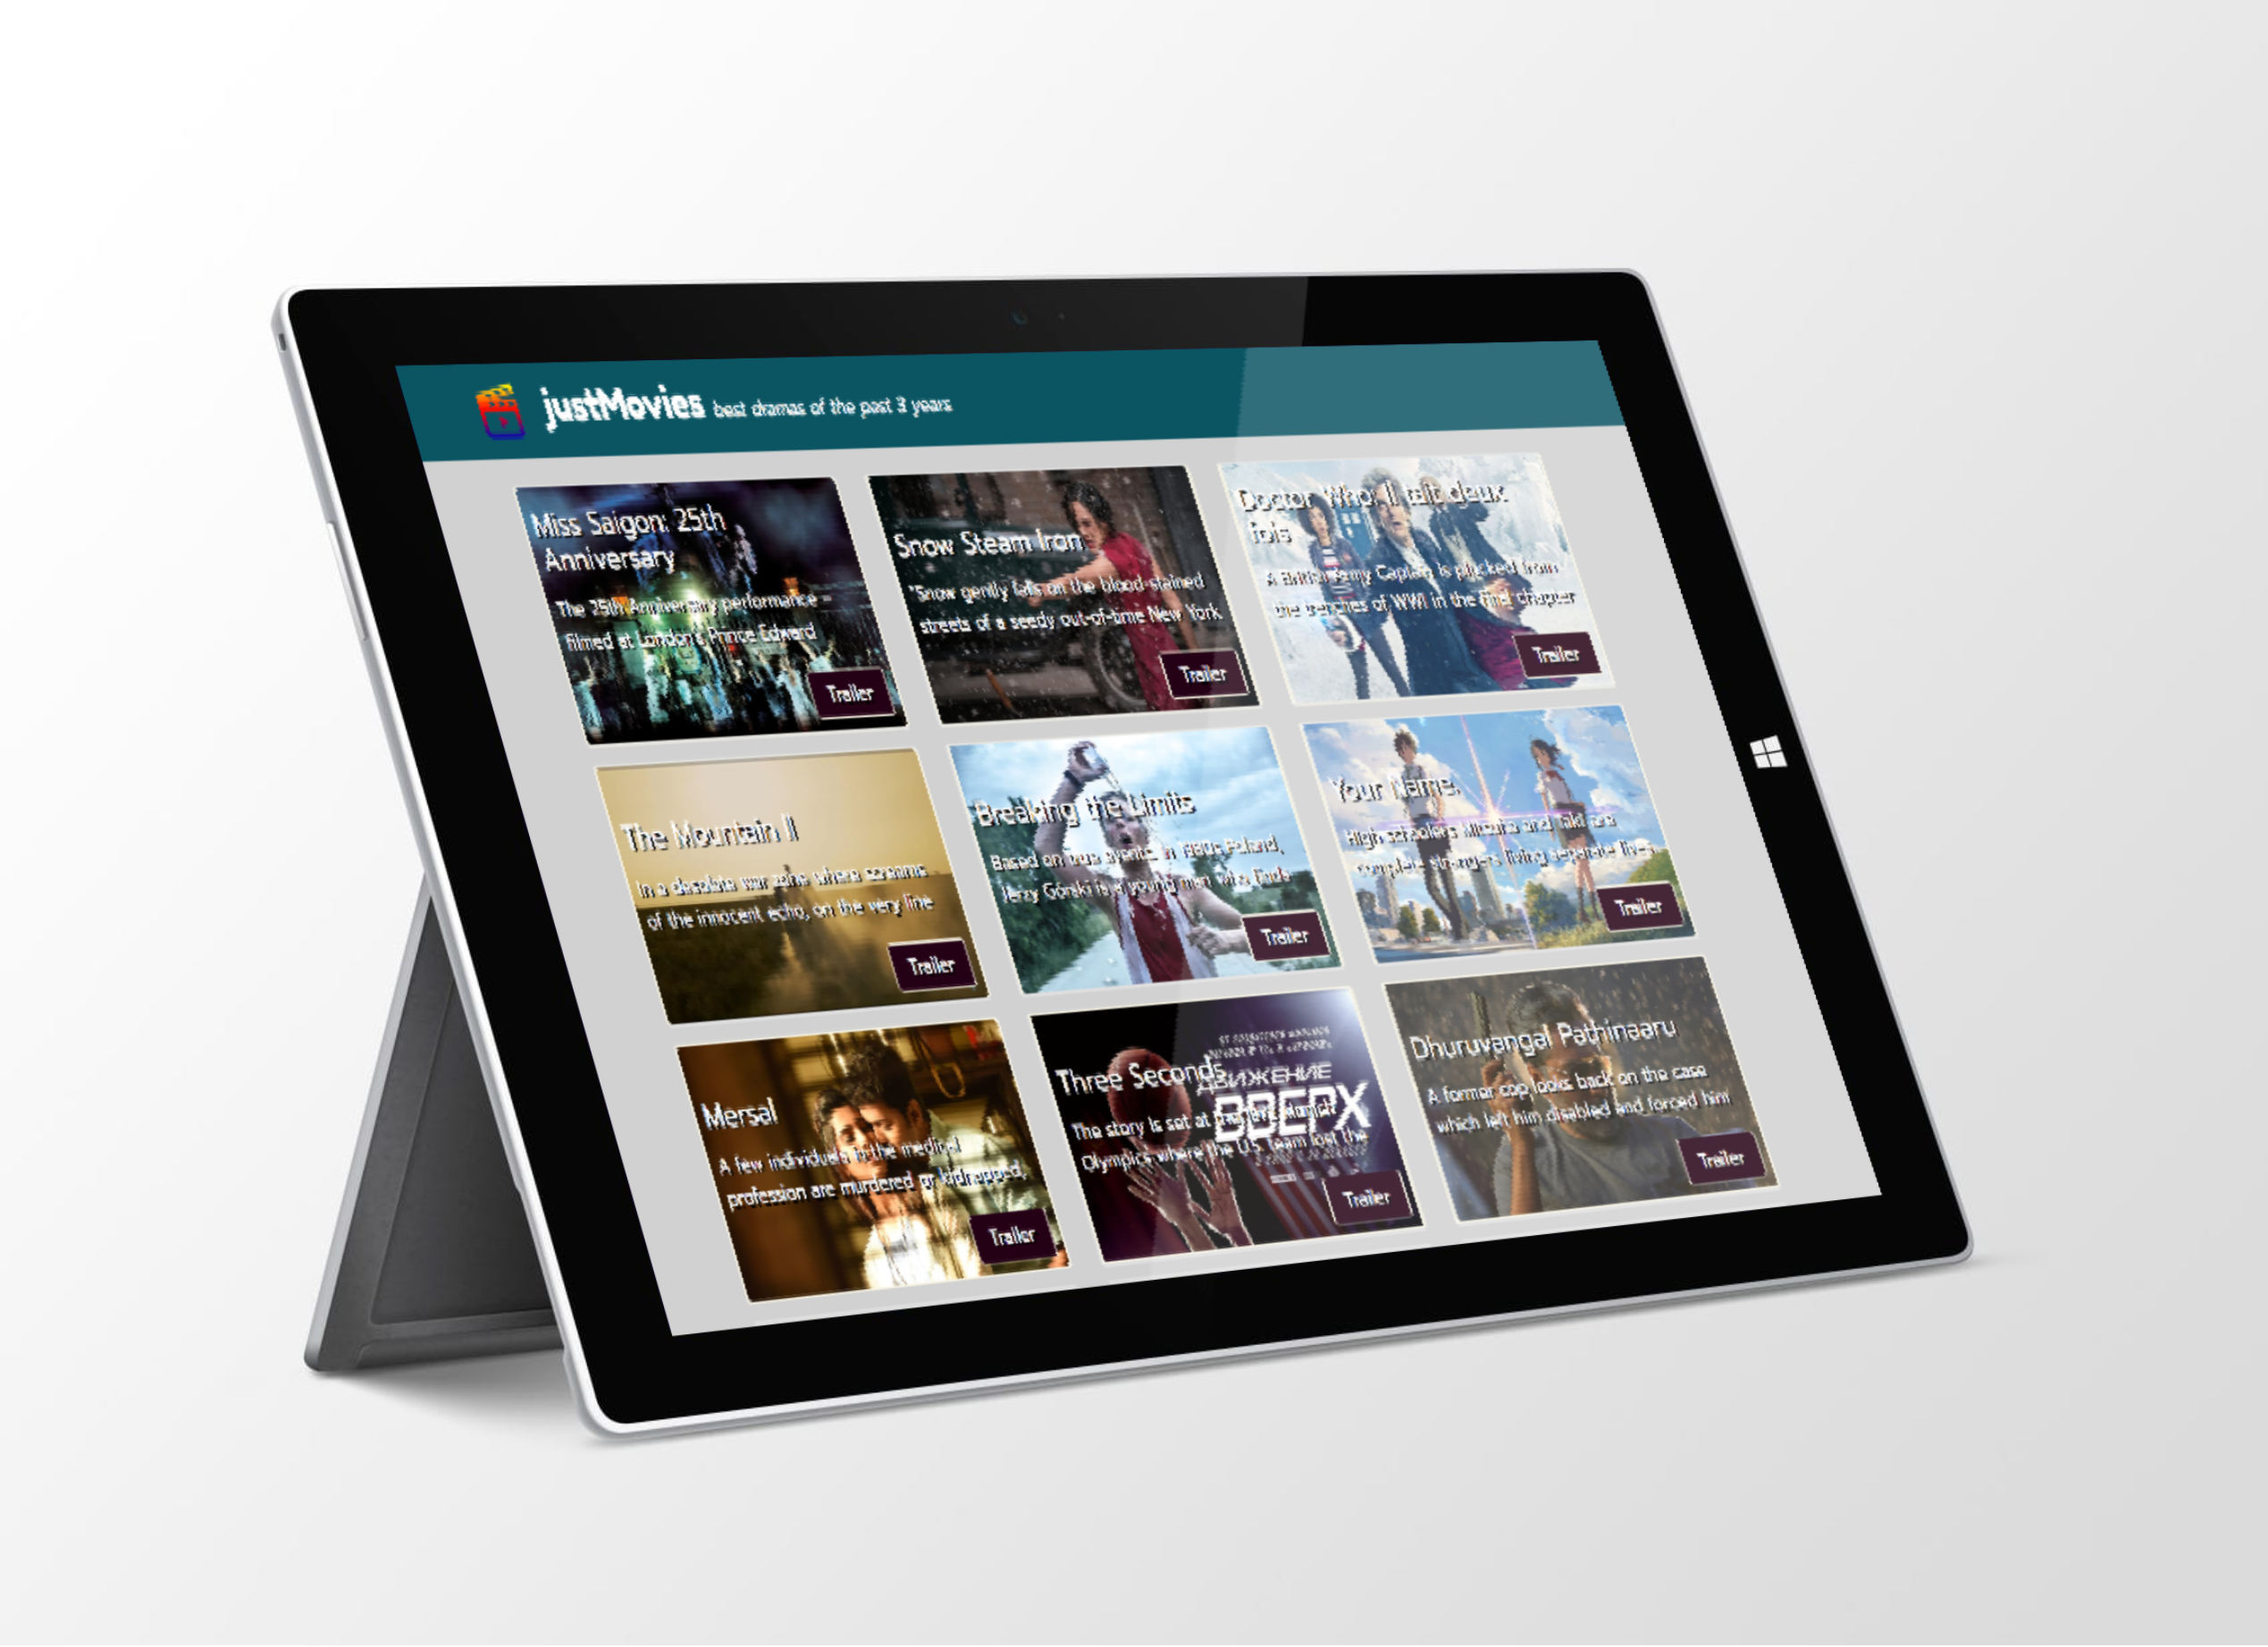 justMovies best dramas of the past 3 years
Miss Saigon: 25th
Anniversary
The 25th Anniversary performance
filmed at London's Prince Edward
Trailer
Snow Steam Iron
"Snow gently falls on the blood-stained
streets of a seedy out-of-time New York
Trailer
Doctor Who: Il était deux
fois
A British Army Captain is plucked from
the trenches of WWI in the final chapter
Trailer
The Mountain II
In a desolate war zone where screams
of the innocent echo, on the very line
Trailer
Breaking the Limits
Based on true events in 1980s Poland,
Jerzy Górski is a young man who finds
Trailer
Your Name.
High schoolers Mitsuha and Taki are
complete strangers living separate lives
Trailer
Mersal
A few individuals in the medical
profession are murdered or kidnapped,
Trailer
Three Seconds
ДВИЖЕНИЕ
ВВЕРХ
The story is set at Munich
Olympics where the U.S. Team lost the
Trailer
Dhuruvangal Pathinaaru
A former cop looks back on the case
which left him disabled and forced him
Trailer